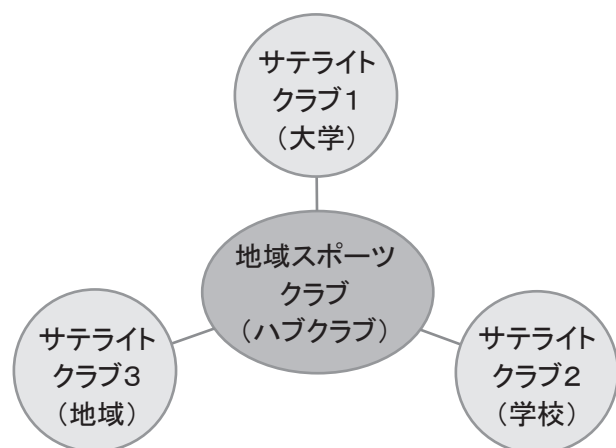 サテライト
クラブ1
（大学）
地域スポーツ
クラブ
（ハブクラブ）
サテライト
クラブ3
（地域）
サテライト
クラブ2
（学校）